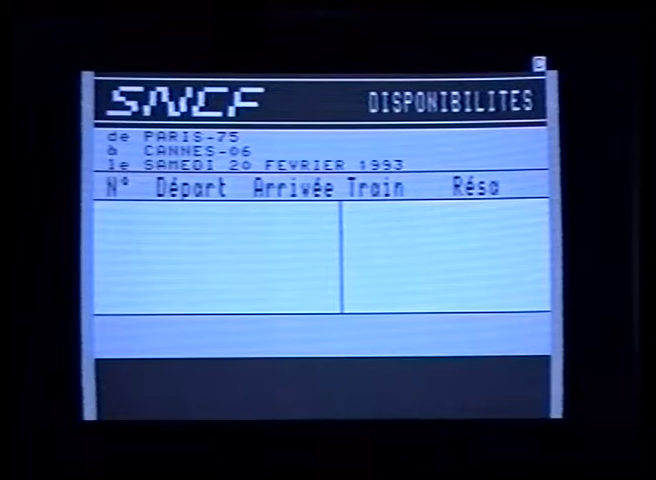 C
SNCF DISPONIBILITES
de PARIS-75
à CANNES-06
le SAMEDI 20 FEVRIER 1993
N° Départ Arrivée Train Résa